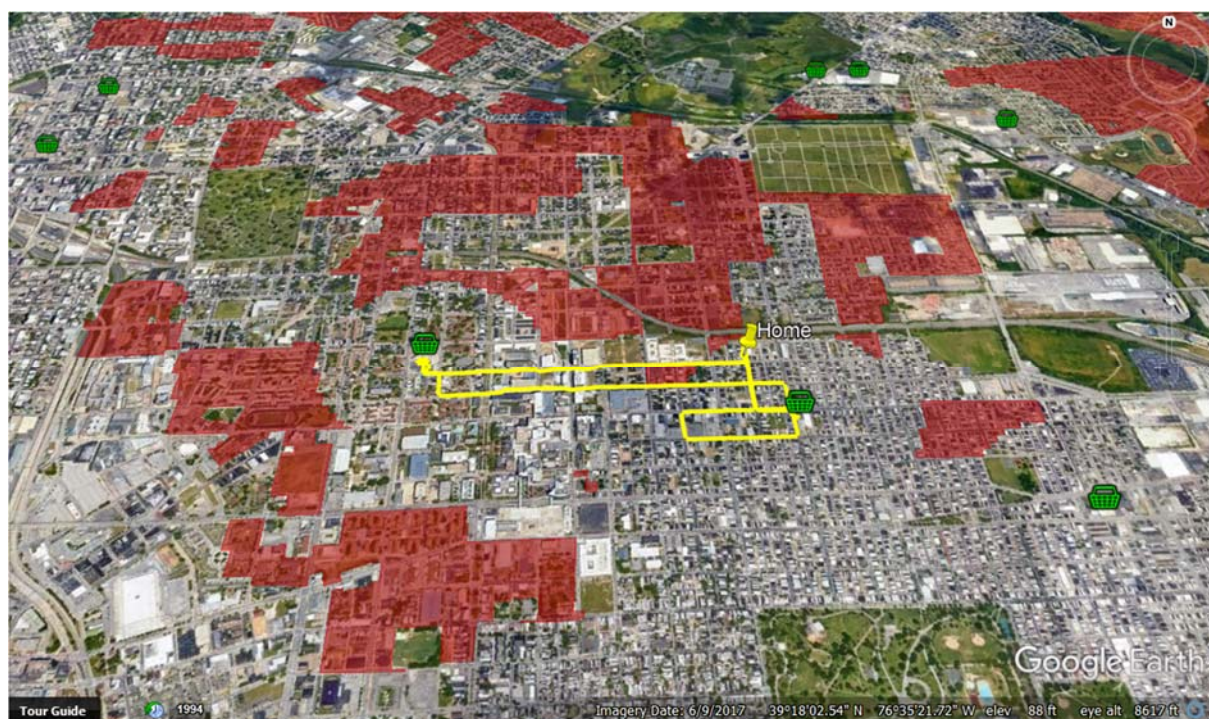 N
Home
Google Earth
Tour Guide
1994
Imagery Date: 6/9/2017 39°18'02.54" N 76°35'21.72" W elev 88 ft eye alt 8617 ft